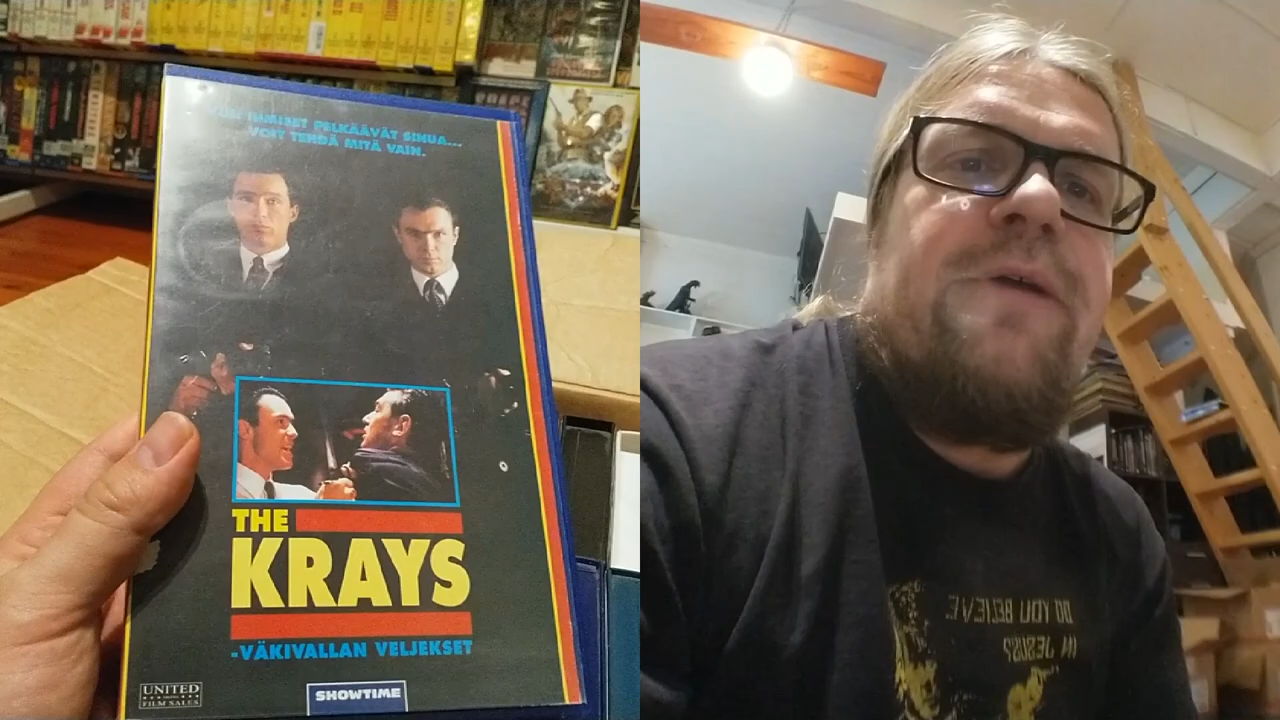 KUN IHMISET PELKÄÄVÄT SINUA...
VOIT TEHDÄ MITÄ VAIN.
THE
KRAYS
-VÄKIVALLAN VELJEKSET
UNITED
FILM SALES
SHOWTIME
DO YOU BELIEVE
IN JESUS?